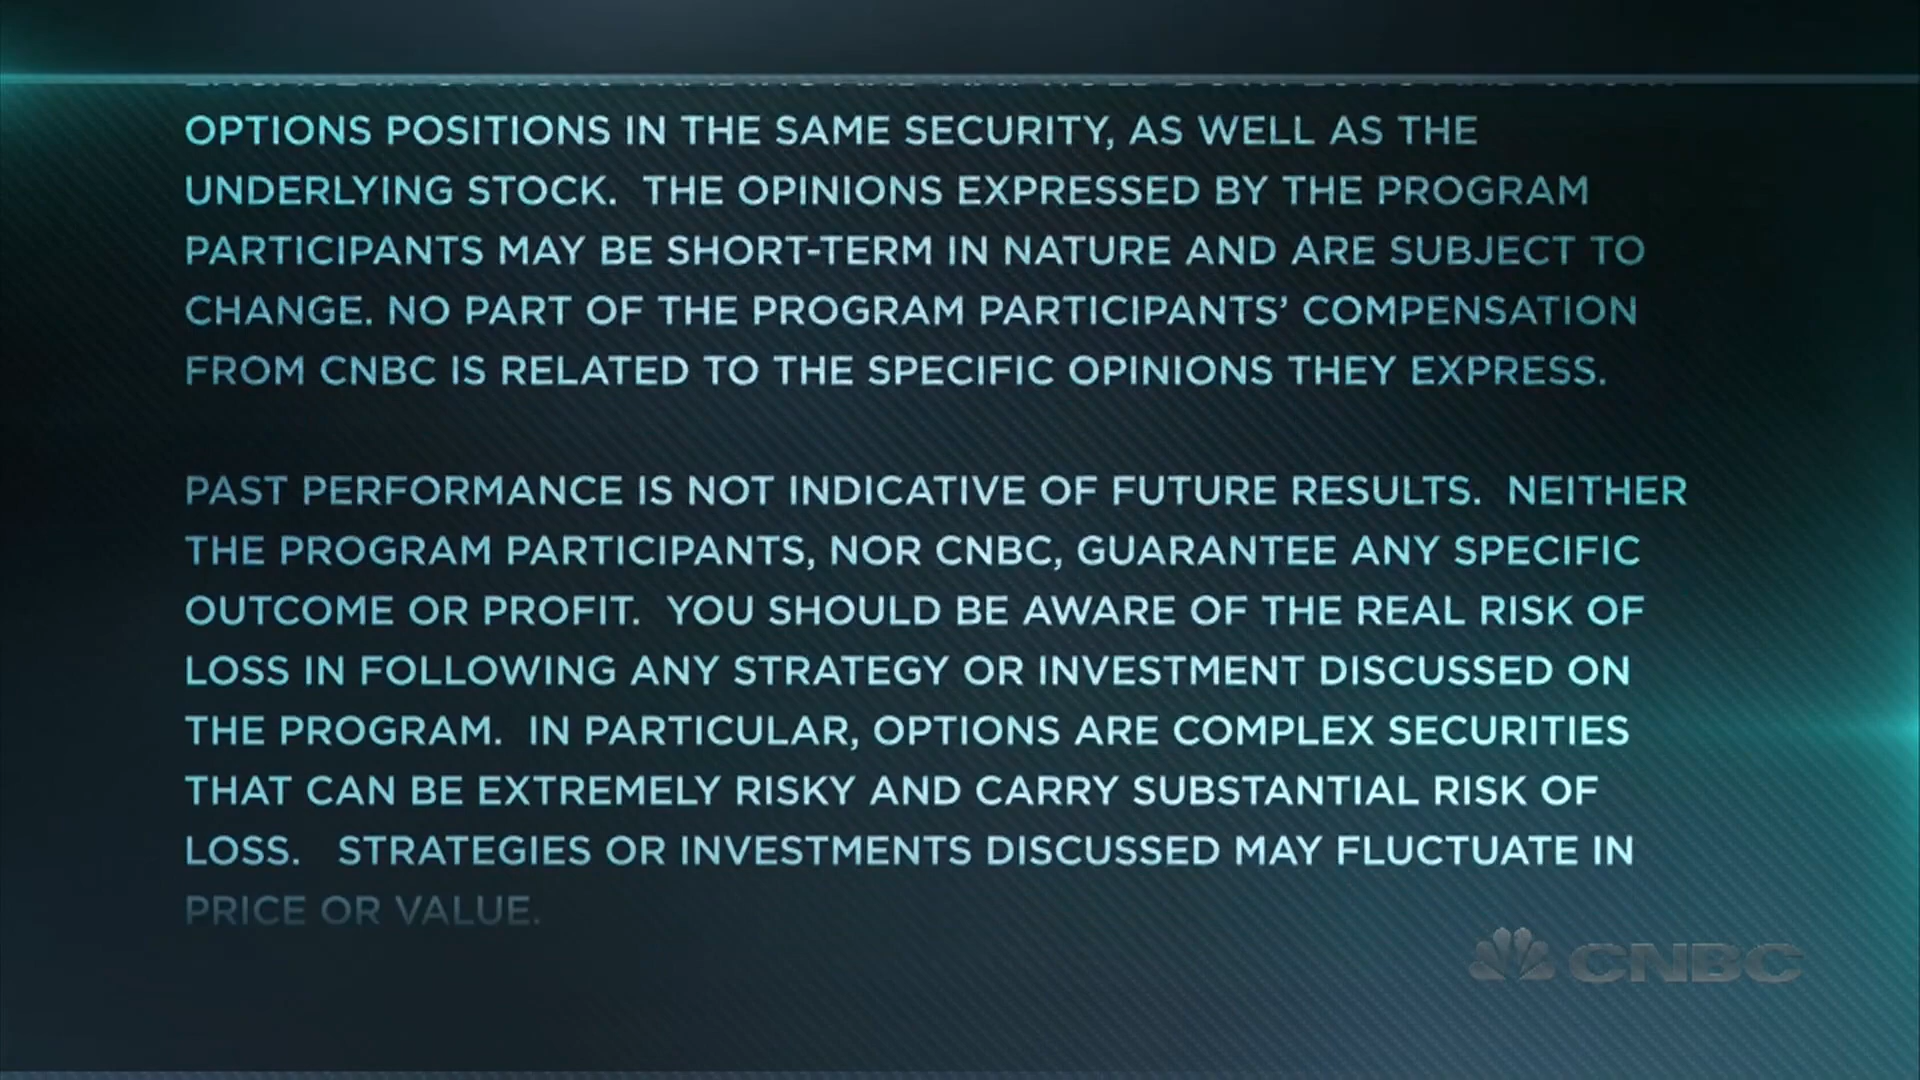 OPTIONS POSITIONS IN THE SAME SECURITY, AS WELL AS THE
UNDERLYING STOCK.  THE OPINIONS EXPRESSED BY THE PROGRAM
PARTICIPANTS MAY BE SHORT-TERM IN NATURE AND ARE SUBJECT TO
CHANGE. NO PART OF THE PROGRAM PARTICIPANTS’ COMPENSATION
FROM CNBC IS RELATED TO THE SPECIFIC OPINIONS THEY EXPRESS.
PAST PERFORMANCE IS NOT INDICATIVE OF FUTURE RESULTS.  NEITHER
THE PROGRAM PARTICIPANTS, NOR CNBC, GUARANTEE ANY SPECIFIC
OUTCOME OR PROFIT.  YOU SHOULD BE AWARE OF THE REAL RISK OF
LOSS IN FOLLOWING ANY STRATEGY OR INVESTMENT DISCUSSED ON
THE PROGRAM.  IN PARTICULAR, OPTIONS ARE COMPLEX SECURITIES
THAT CAN BE EXTREMELY RISKY AND CARRY SUBSTANTIAL RISK OF
LOSS.   STRATEGIES OR INVESTMENTS DISCUSSED MAY FLUCTUATE IN
PRICE OR VALUE.
CNBC